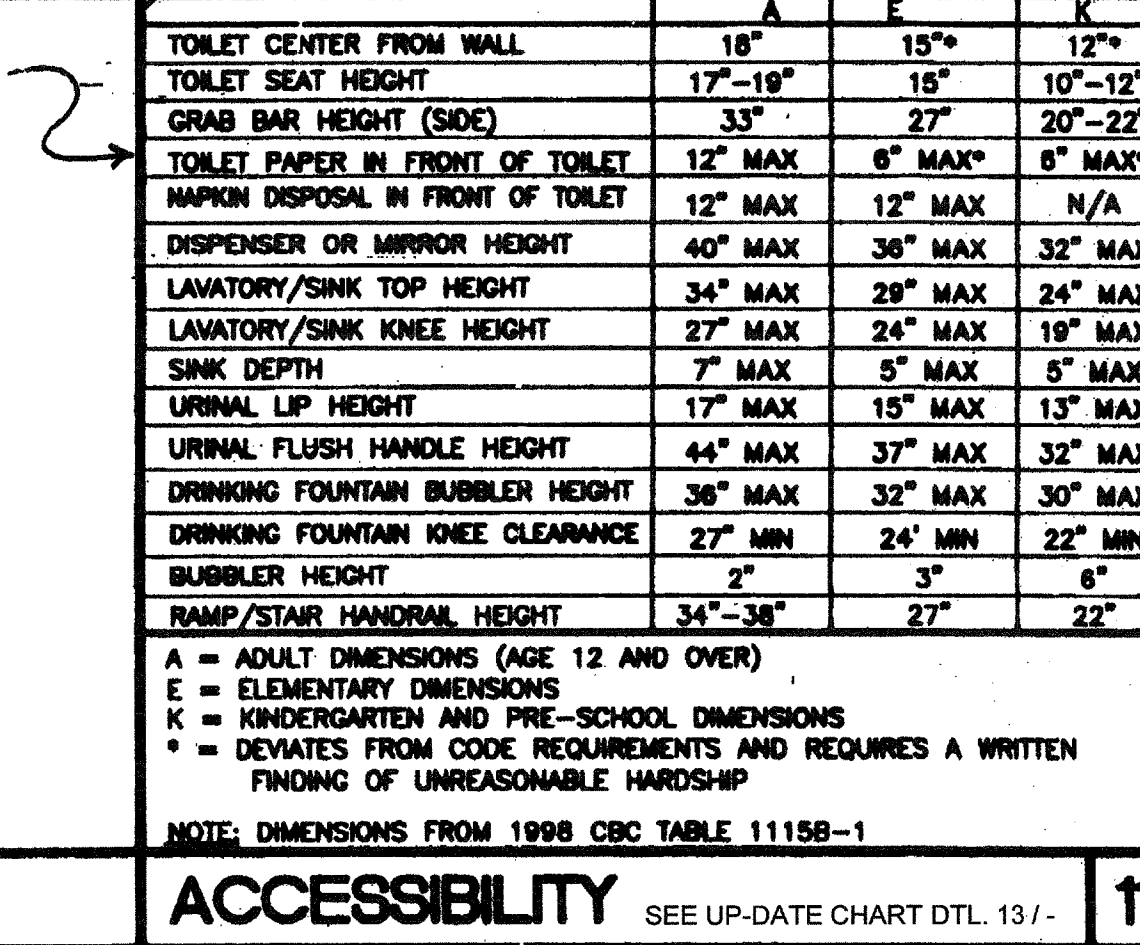 A E K
TOILET CENTER FROM WALL 18" 15"* 12"*
TOILET SEAT HEIGHT 17"-19" 15" 10"-12"
GRAB BAR HEIGHT (SIDE) 33" 27" 20"-22"
TOILET PAPER IN FRONT OF TOILET 12" MAX 6" MAX* 6" MAX*
NAPKIN DISPOSAL IN FRONT OF TOILET 12" MAX 12" MAX N/A
DISPENSER OR MIRROR HEIGHT 40" MAX 36" MAX 32" MAX
LAVATORY/SINK TOP HEIGHT 34" MAX 29" MAX 24" MAX
LAVATORY/SINK KNEE HEIGHT 27" MAX 24" MAX 19" MAX
SINK DEPTH 7" MAX 5" MAX 5" MAX
URINAL LIP HEIGHT 17" MAX 15" MAX 13" MAX
URINAL FLUSH HANDLE HEIGHT 44" MAX 37" MAX 32" MAX
DRINKING FOUNTAIN BUBBLER HEIGHT 36" MAX 32" MAX 30" MAX
DRINKING FOUNTAIN KNEE CLEARANCE 27" MIN 24' MIN 22" MIN
BUBBLER HEIGHT 2" 3" 6"
RAMP/STAIR HANDRAIL HEIGHT 34"-38" 27" 22"
A = ADULT DIMENSIONS (AGE 12 AND OVER)
E = ELEMENTARY DIMENSIONS
K = KINDERGARTEN AND PRE-SCHOOL DIMENSIONS
* = DEVIATES FROM CODE REQUIREMENTS AND REQUIRES A WRITTEN
FINDING OF UNREASONABLE HARDSHIP
NOTE: DIMENSIONS FROM 1998 CBC TABLE 1115B-1
ACCESSIBILITY SEE UP-DATE CHART DTL. 13 / -